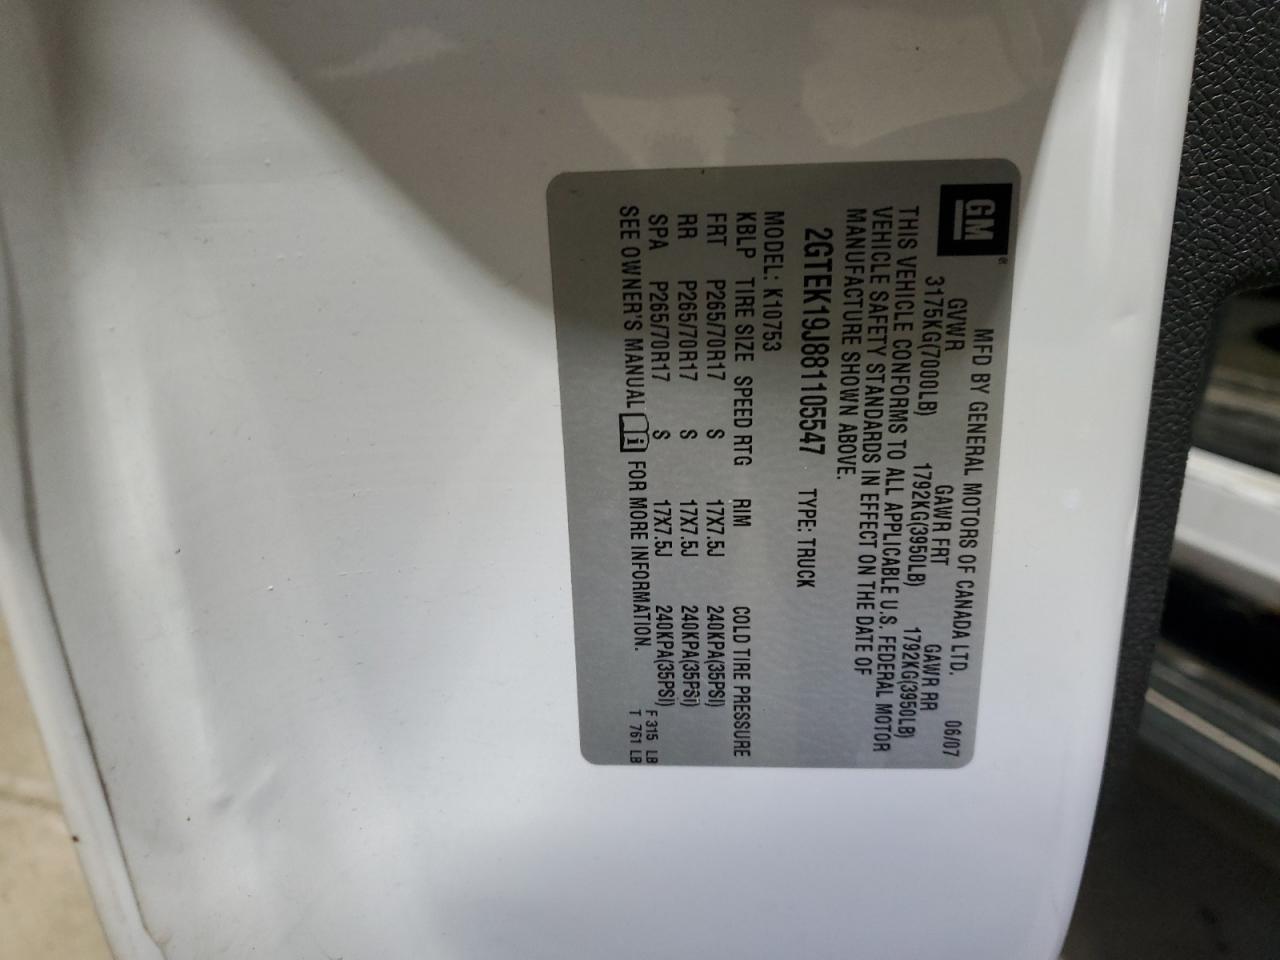 GM
MFD BY GENERAL MOTORS OF CANADA LTD. 06/07
GVWR GAWR FRT GAWR RR
3175KG(7000LB) 1792KG(3950LB) 1792KG(3950LB)
THIS VEHICLE CONFORMS TO ALL APPLICABLE U.S. FEDERAL MOTOR
VEHICLE SAFETY STANDARDS IN EFFECT ON THE DATE OF
MANUFACTURE SHOWN ABOVE.
2GTEK19J881105547 TYPE: TRUCK
MODEL: K10753
KBLP TIRE SIZE SPEED RTG RIM COLD TIRE PRESSURE
FRT P265/70R17 S 17X7.5J 240KPA(35PSI)
RR P265/70R17 S 17X7.5J 240KPA(35PSI)
SPA P265/70R17 S 17X7.5J 240KPA(35PSI)
SEE OWNER'S MANUAL i FOR MORE INFORMATION.
F 315 LB
T 761 LB